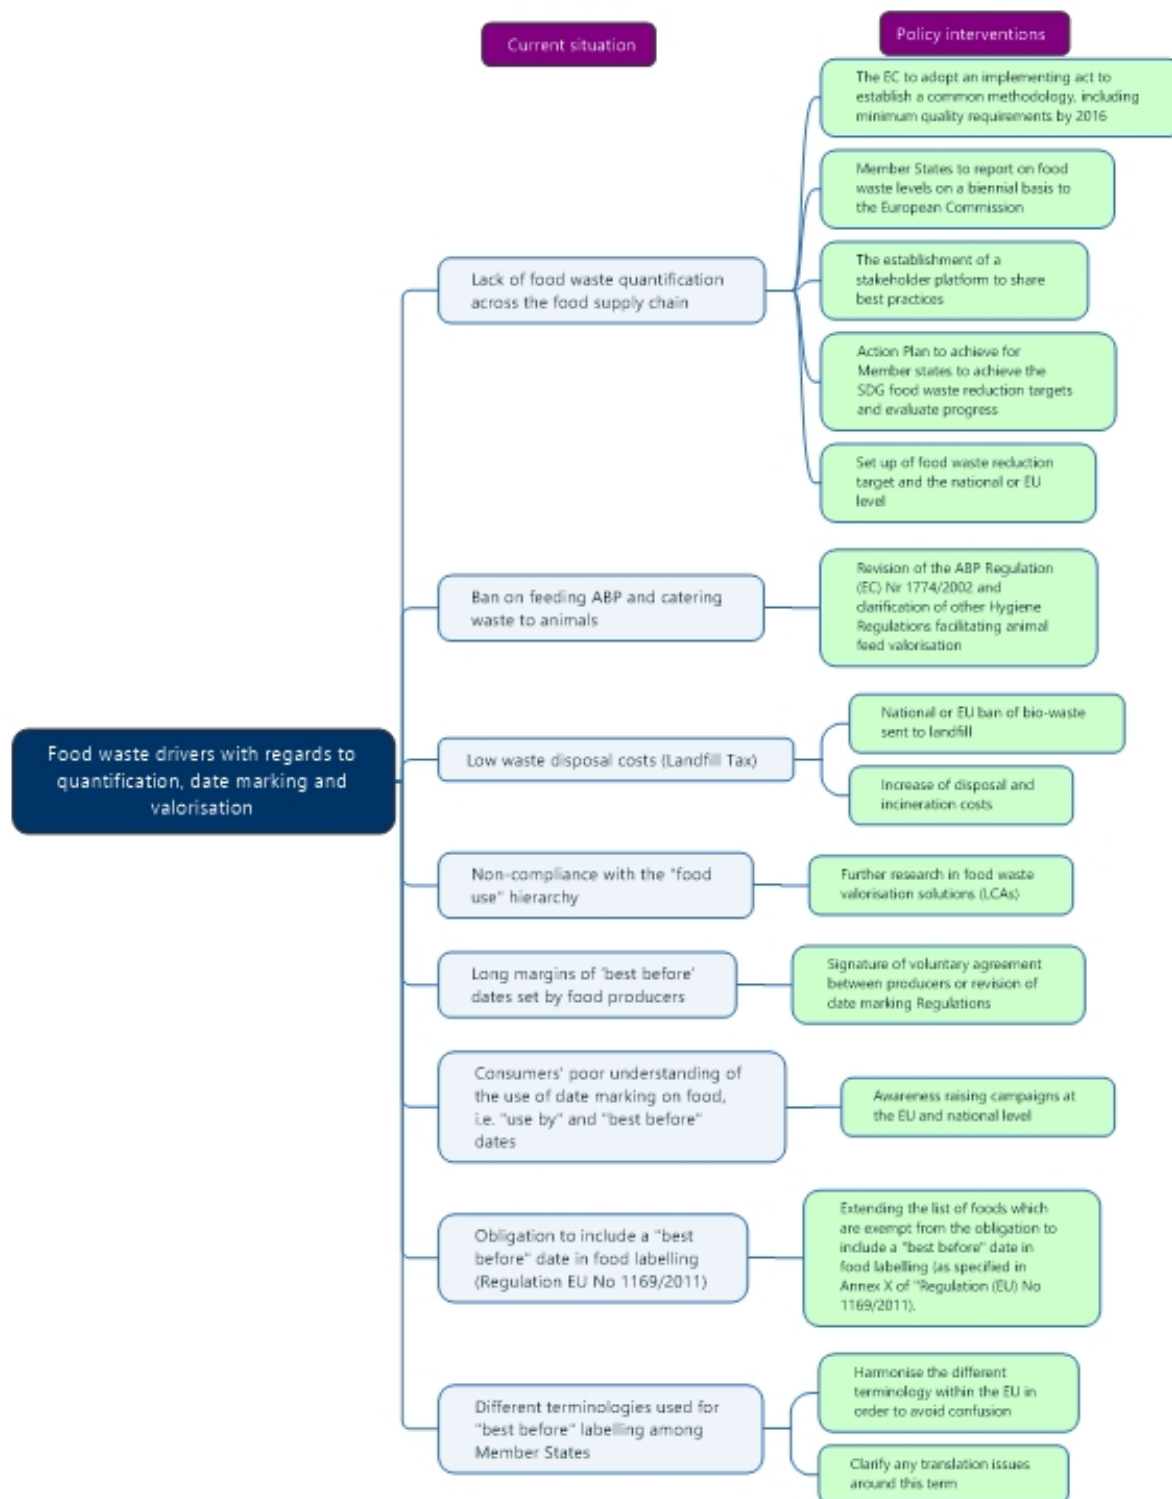 Current situation
Policy interventions
The EC to adopt an implementing act to
establish a common methodology, including
minimum quality requirements by 2016
Member States to report on food
waste levels on a biennial basis to
the European Commission
Lack of food waste quantification
across the food supply chain
The establishment of a
stakeholder platform to share
best practices
Action Plan to achieve for
Member states to achieve the
SDG food waste reduction targets
and evaluate progress
Set up of food waste reduction
target and the national or EU
level
Ban on feeding ABP and catering
waste to animals
Revision of the ABP Regulation
(EC) Nr 1774/2002 and
clarification of other Hygiene
Regulations facilitating animal
feed valorisation
Food waste drivers with regards to
quantification, date marking and
valorisation
Low waste disposal costs (Landfill Tax)
National or EU ban of bio-waste
sent to landfill
Increase of disposal and
incineration costs
Non-compliance with the "food
use" hierarchy
Further research in food waste
valorisation solutions (LCAs)
Long margins of 'best before'
dates set by food producers
Signature of voluntary agreement
between producers or revision of
date marking Regulations
Consumers' poor understanding of
the use of date marking on food,
i.e. "use by" and "best before"
dates
Awareness raising campaigns at
the EU and national level
Obligation to include a "best
before" date in food labelling
(Regulation EU No 1169/2011)
Extending the list of foods which
are exempt from the obligation to
include a "best before" date in
food labelling (as specified in
Annex X of "Regulation (EU) No
1169/2011).
Different terminologies used for
"best before" labelling among
Member States
Harmonise the different
terminology within the EU in
order to avoid confusion
Clarify any translation issues
around this term